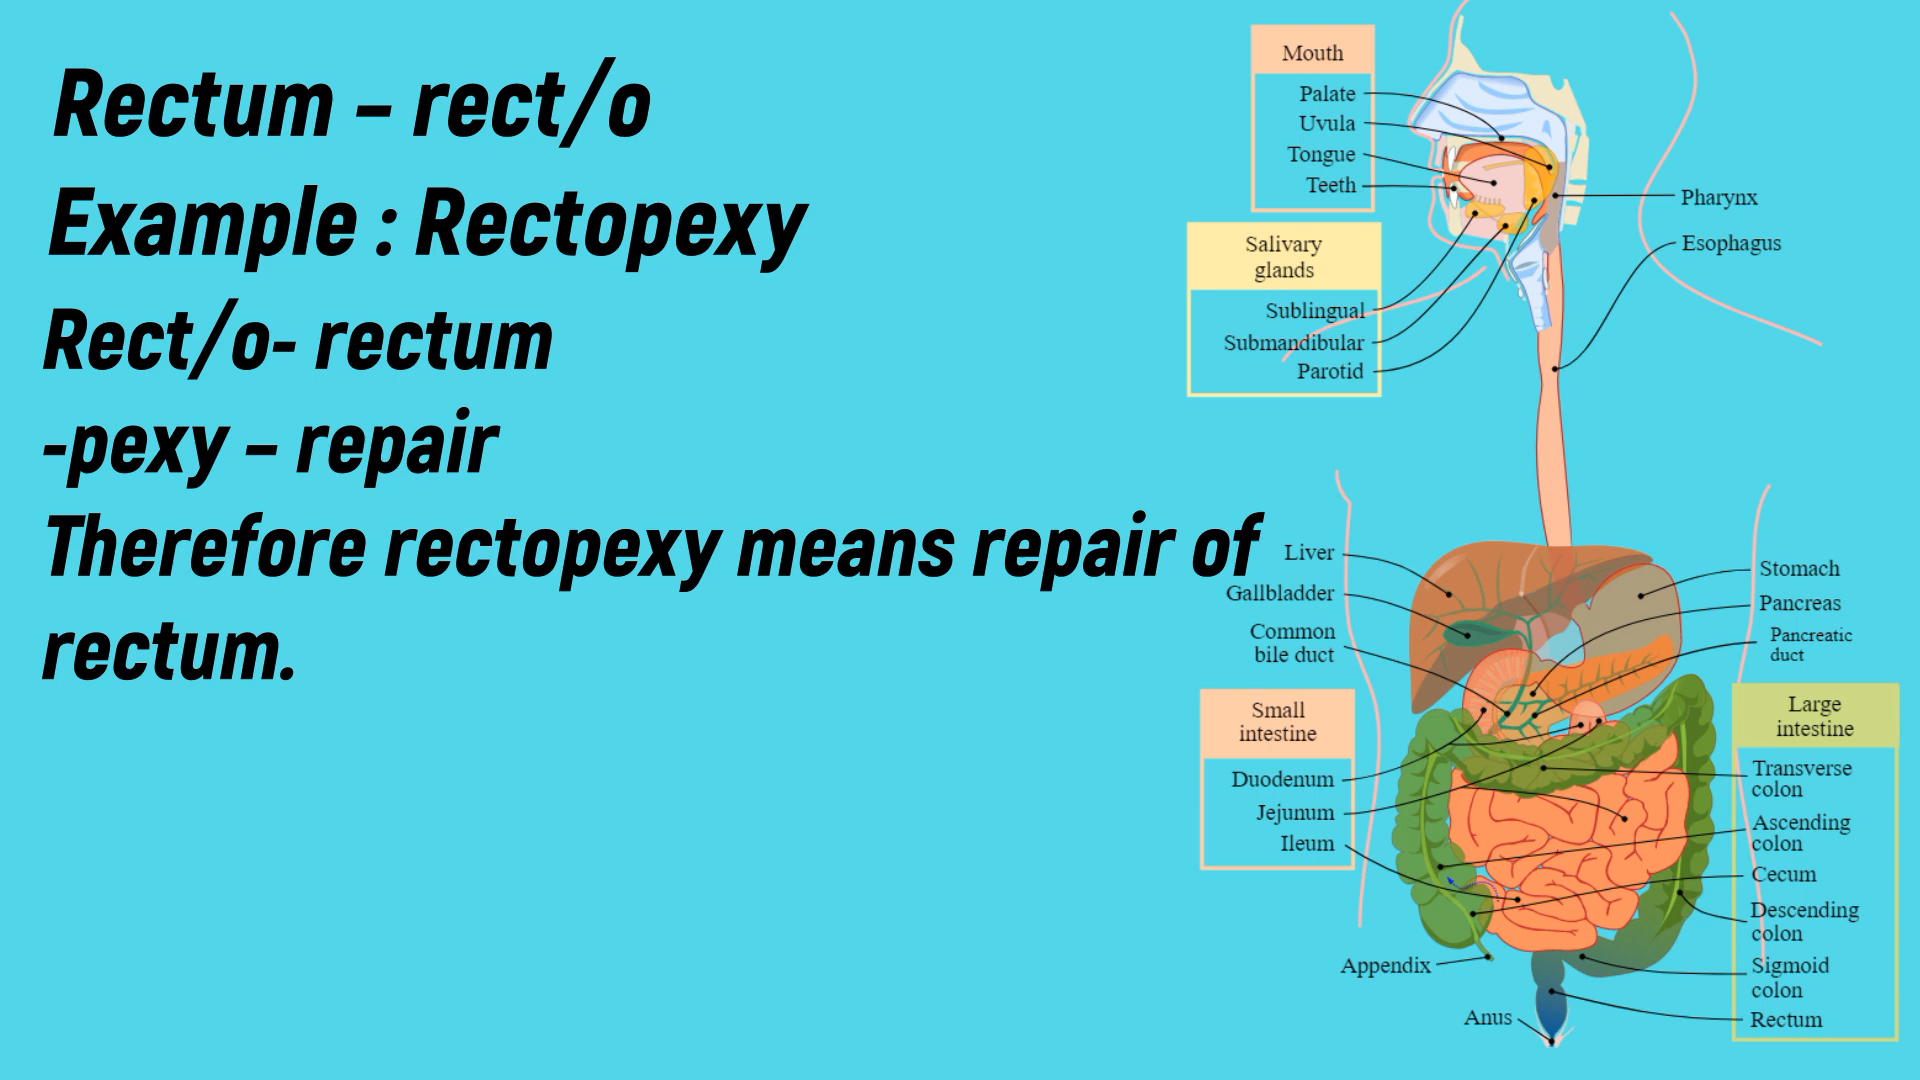 Rectum – rect/o
Example : Rectopexy
Rect/o- rectum
-pexy – repair
Therefore rectopexy means repair of
rectum.
Mouth
Palate
Uvula
Tongue
Teeth
Salivary
glands
Sublingual
Submandibular
Parotid
Pharynx
Esophagus
Liver
Gallbladder
Common
bile duct
Stomach
Pancreas
Pancreatic
duct
Small
intestine
Duodenum
Jejunum
Ileum
Large
intestine
Transverse
colon
Ascending
colon
Cecum
Descending
colon
Sigmoid
colon
Rectum
Appendix
Anus